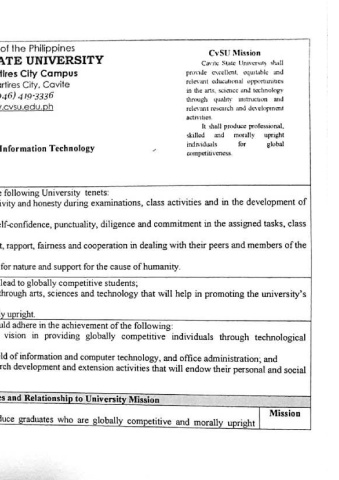 of the Philippines
ATE UNIVERSITY
tires City Campus
artires City, Cavite
046) 419-3336
.cvsu.edu.ph
CvSU Mission
Cavite State University shall
provide excellent, equitable and
relevant educational opportunities
in the arts, science and technology
through quality instruction and
relevant research and development
activities
It shall produce professional,
skilled and morally upright
individuals for global
competitiveness.
Information Technology
e following University tenets:
ivity and honesty during examinations, class activities and in the development of
elf-confidence, punctuality, diligence and commitment in the assigned tasks, class
t, rapport, fairness and cooperation in dealing with their peers and members of the
for nature and support for the cause of humanity.
lead to globally competitive students;
through arts, sciences and technology that will help in promoting the university's
y upright.
uld adhere in the achievement of the following:
vision in providing globally competitive individuals through technological
ld of information and computer technology, and office administration; and
rch development and extension activities that will endow their personal and social
es and Relationship to University Mission
duce graduates who are globally competitive and morally upright
Mission